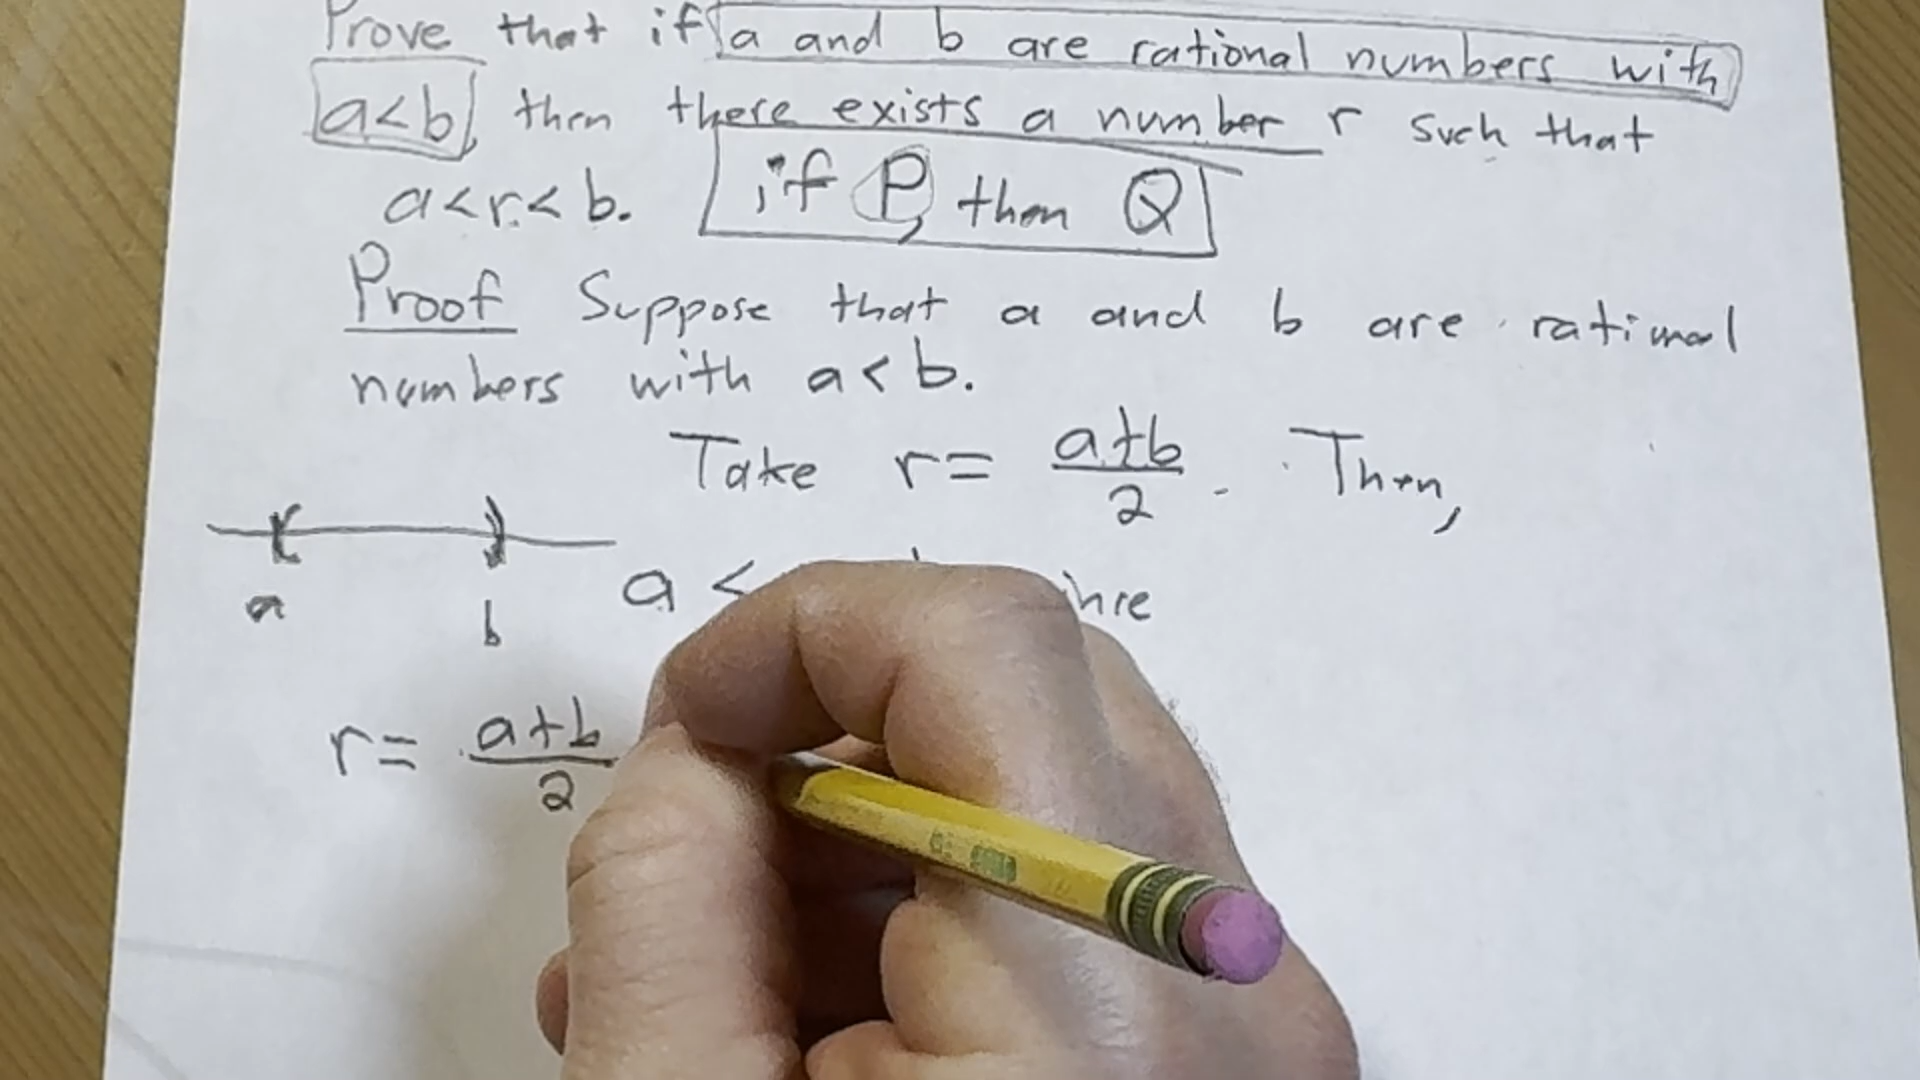 Prove that if a and b are rational numbers with
a<b, then there exists a number r such that
a<r<b. if P, then Q
Proof Suppose that a and b are rational
numbers with a<b.
Take r = a+b/2. Then,
a <
a b
r = a+b/2